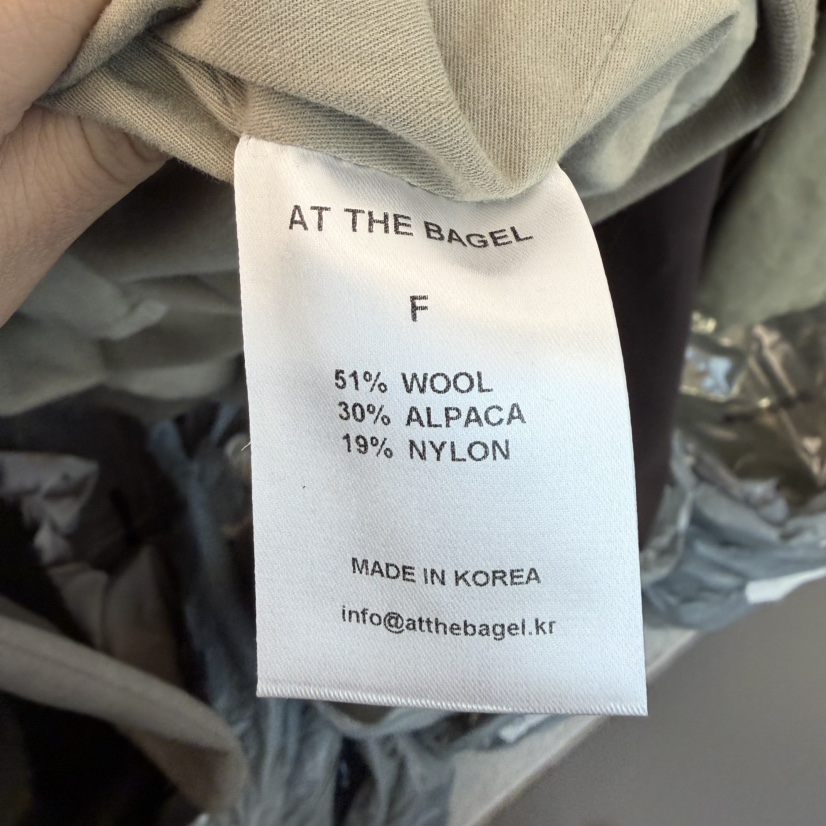 AT THE BAGEL
F
51% WOOL
30% ALPACA
19% NYLON
MADE IN KOREA
info@atthebagel.kr